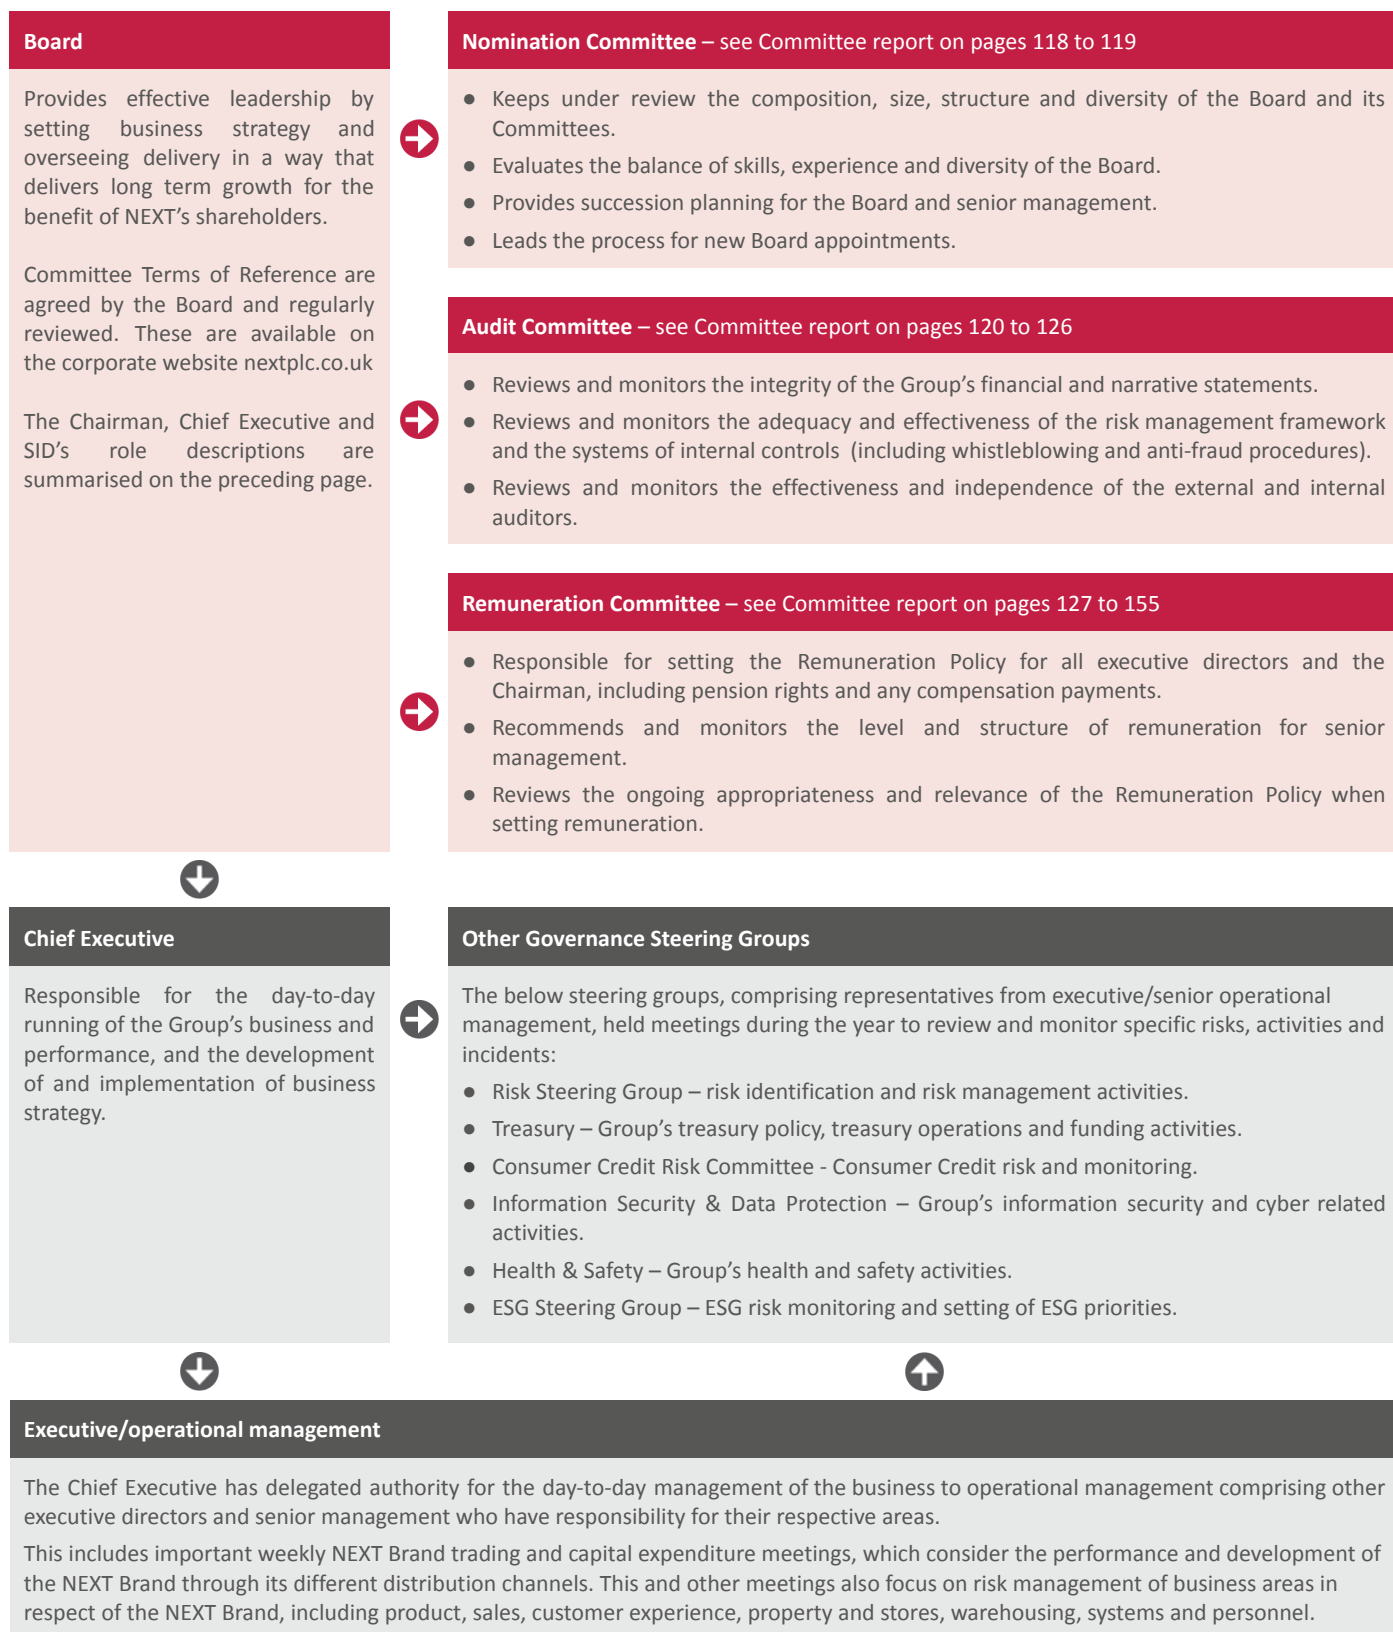 Board
Provides effective leadership by
setting business strategy and
overseeing delivery in a way that
delivers long term growth for the
benefit of NEXT’s shareholders.
Committee Terms of Reference are
agreed by the Board and regularly
reviewed. These are available on
the corporate website nextplc.co.uk
The Chairman, Chief Executive and
SID’s role descriptions are
summarised on the preceding page.
Nomination Committee – see Committee report on pages 118 to 119
● Keeps under review the composition, size, structure and diversity of the Board and its
Committees.
● Evaluates the balance of skills, experience and diversity of the Board.
● Provides succession planning for the Board and senior management.
● Leads the process for new Board appointments.
Audit Committee – see Committee report on pages 120 to 126
● Reviews and monitors the integrity of the Group’s financial and narrative statements.
● Reviews and monitors the adequacy and effectiveness of the risk management framework
and the systems of internal controls (including whistleblowing and anti-fraud procedures).
● Reviews and monitors the effectiveness and independence of the external and internal
auditors.
Remuneration Committee – see Committee report on pages 127 to 155
● Responsible for setting the Remuneration Policy for all executive directors and the
Chairman, including pension rights and any compensation payments.
● Recommends and monitors the level and structure of remuneration for senior
management.
● Reviews the ongoing appropriateness and relevance of the Remuneration Policy when
setting remuneration.
Chief Executive
Responsible for the day-to-day
running of the Group’s business and
performance, and the development
of and implementation of business
strategy.
Other Governance Steering Groups
The below steering groups, comprising representatives from executive/senior operational
management, held meetings during the year to review and monitor specific risks, activities and
incidents:
● Risk Steering Group – risk identification and risk management activities.
● Treasury – Group’s treasury policy, treasury operations and funding activities.
● Consumer Credit Risk Committee - Consumer Credit risk and monitoring.
● Information Security & Data Protection – Group’s information security and cyber related
activities.
● Health & Safety – Group’s health and safety activities.
● ESG Steering Group – ESG risk monitoring and setting of ESG priorities.
Executive/operational management
The Chief Executive has delegated authority for the day-to-day management of the business to operational management comprising other
executive directors and senior management who have responsibility for their respective areas.
This includes important weekly NEXT Brand trading and capital expenditure meetings, which consider the performance and development of
the NEXT Brand through its different distribution channels. This and other meetings also focus on risk management of business areas in
respect of the NEXT Brand, including product, sales, customer experience, property and stores, warehousing, systems and personnel.